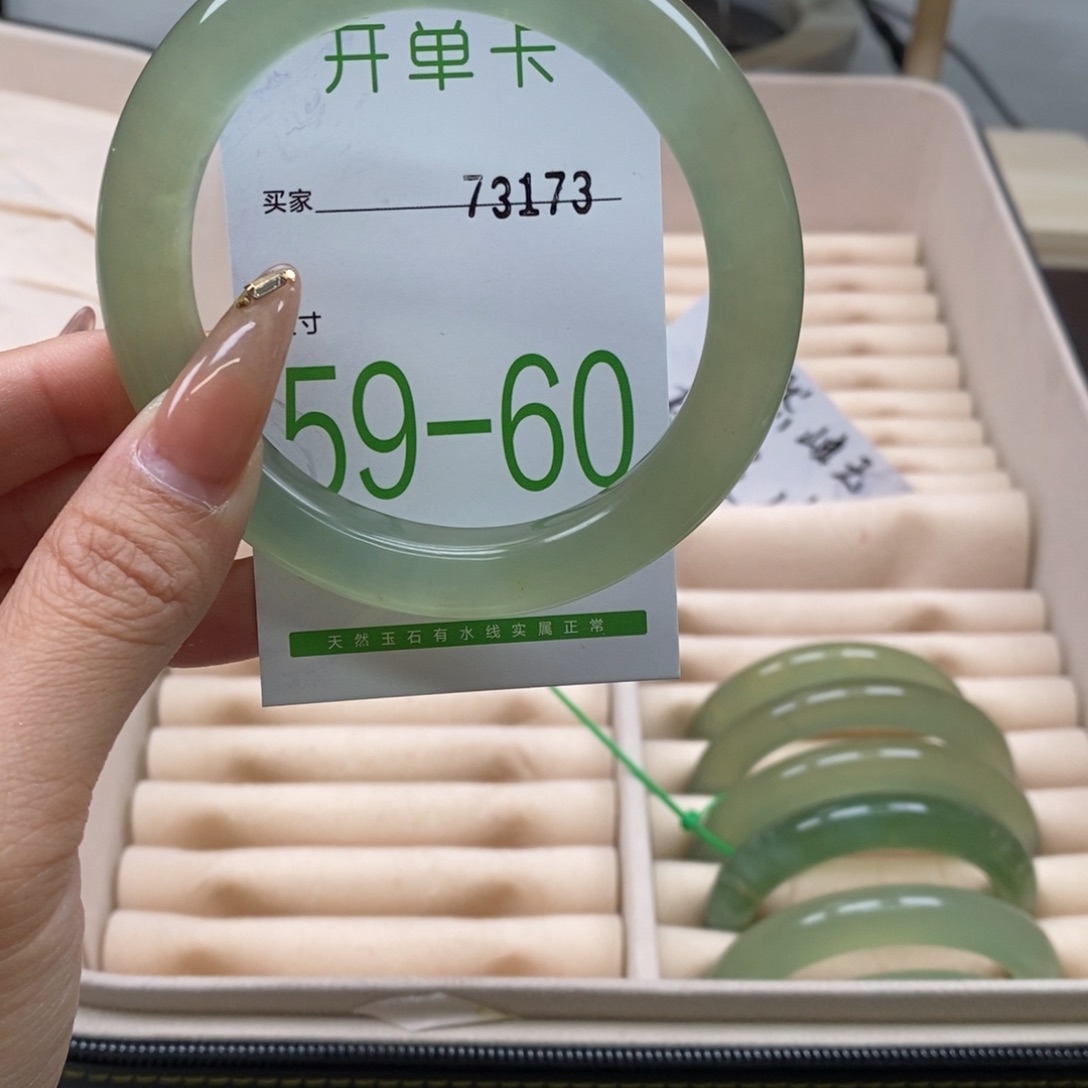 开单卡
买家 73173
寸
59-60
天然玉石有水线实属正常